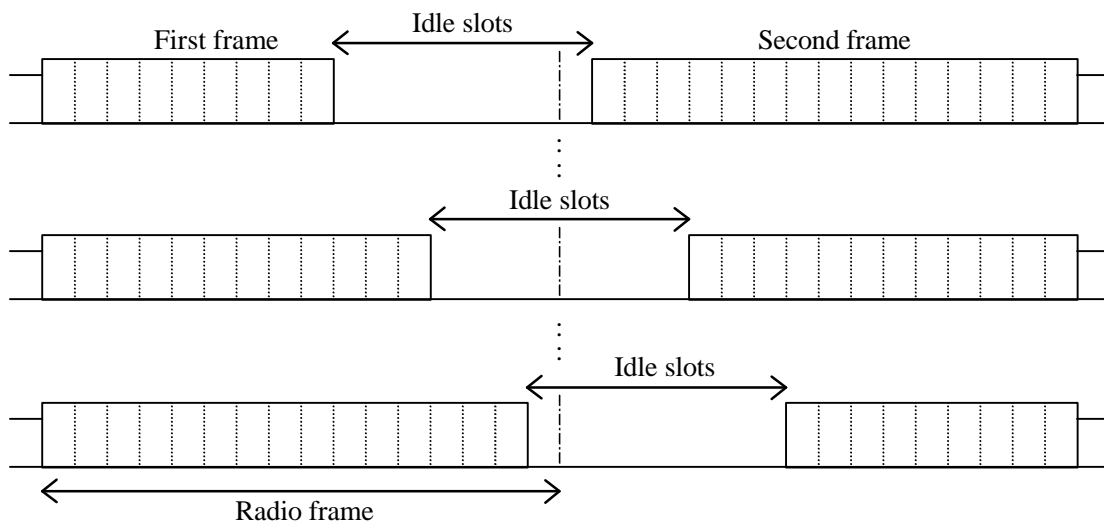 Idle slots
First frame
Second frame
Idle slots
Idle slots
Radio frame